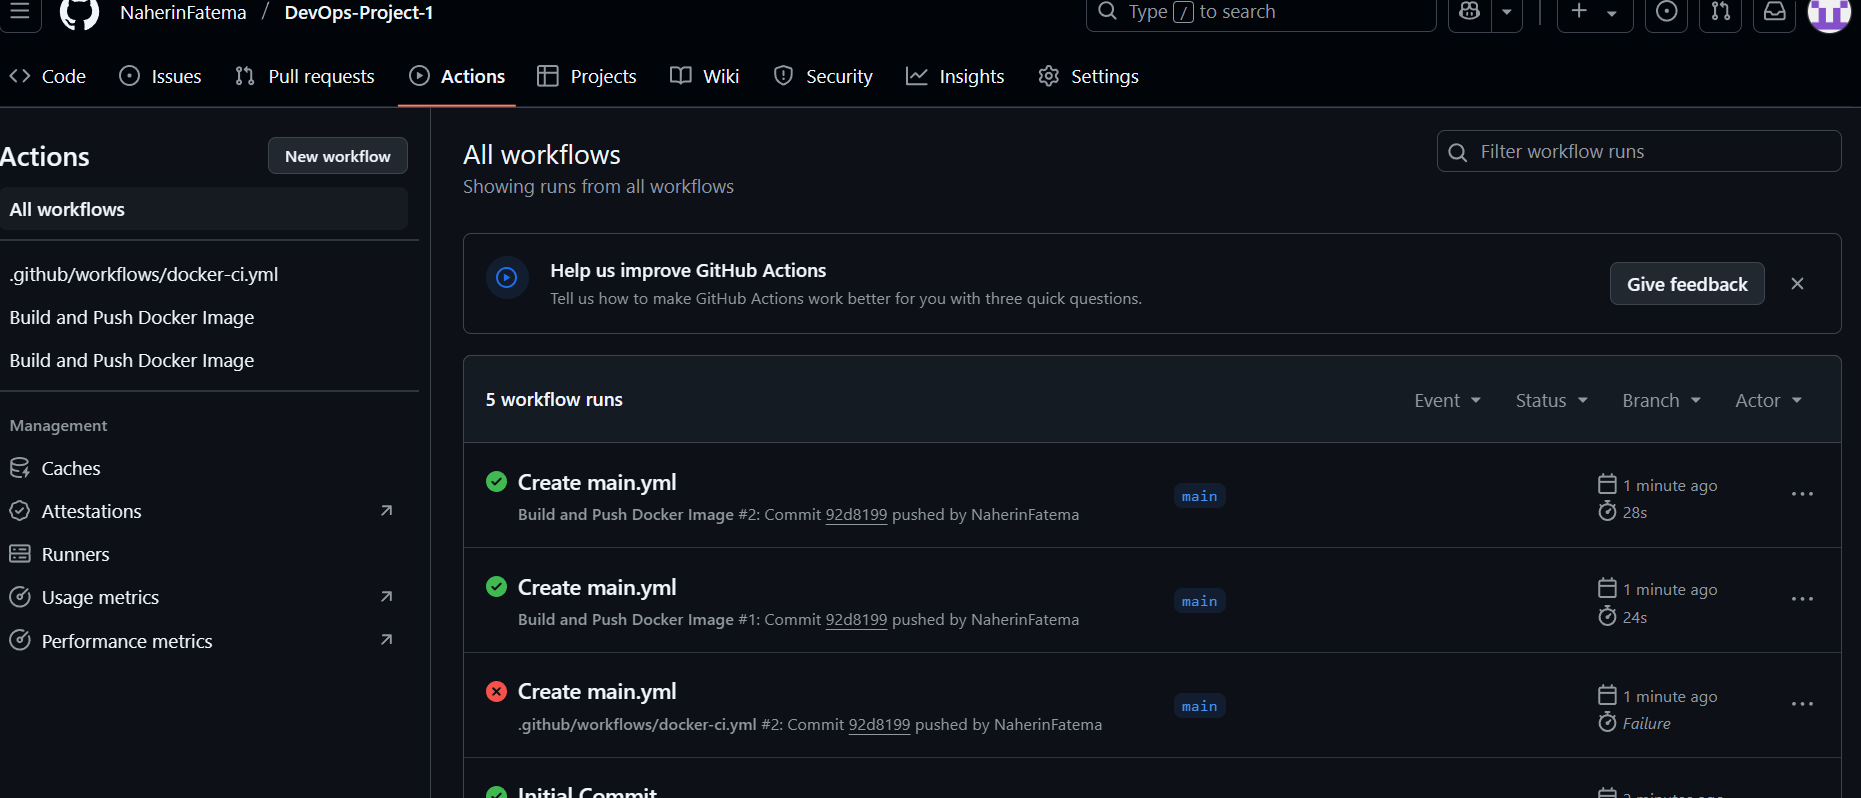 NaherinFatema / DevOps-Project-1
Type / to search
Code
Issues
Pull requests
Actions
Projects
Wiki
Security
Insights
Settings
Actions
New workflow
All workflows
.github/workflows/docker-ci.yml
Build and Push Docker Image
Build and Push Docker Image
Management
Caches
Attestations
Runners
Usage metrics
Performance metrics
All workflows
Showing runs from all workflows
Filter workflow runs
Help us improve GitHub Actions
Tell us how to make GitHub Actions work better for you with three quick questions.
Give feedback
5 workflow runs
Event
Status
Branch
Actor
Create main.yml
Build and Push Docker Image #2: Commit 92d8199 pushed by NaherinFatema
main
1 minute ago
28s
Create main.yml
Build and Push Docker Image #1: Commit 92d8199 pushed by NaherinFatema
main
1 minute ago
24s
Create main.yml
.github/workflows/docker-ci.yml #2: Commit 92d8199 pushed by NaherinFatema
main
1 minute ago
Failure
Initial Commit